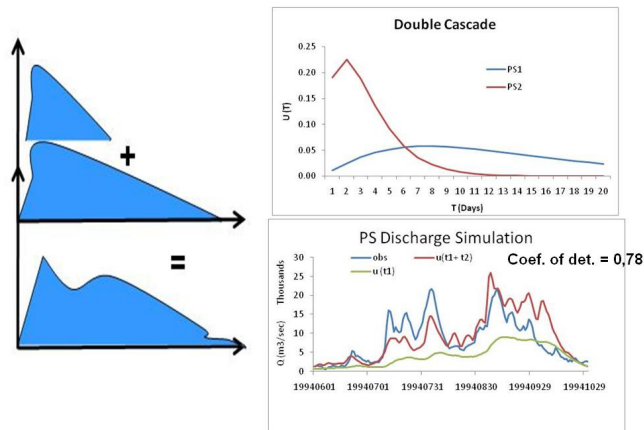 +
=
Double Cascade
U (T)
0.25
0.20
0.15
0.10
0.05
0.00
PS1
PS2
1 2 3 4 5 6 7 8 9 10 11 12 13 14 15 16 17 18 19 20
T (Days)
PS Discharge Simulation
obs u(t1+ t2)
u (t1)
Coef. of det. = 0,78
Thousands
Q (m3/sec)
30
25
20
15
10
5
0
19940601 19940701 19940731 19940830 19940929 19941029